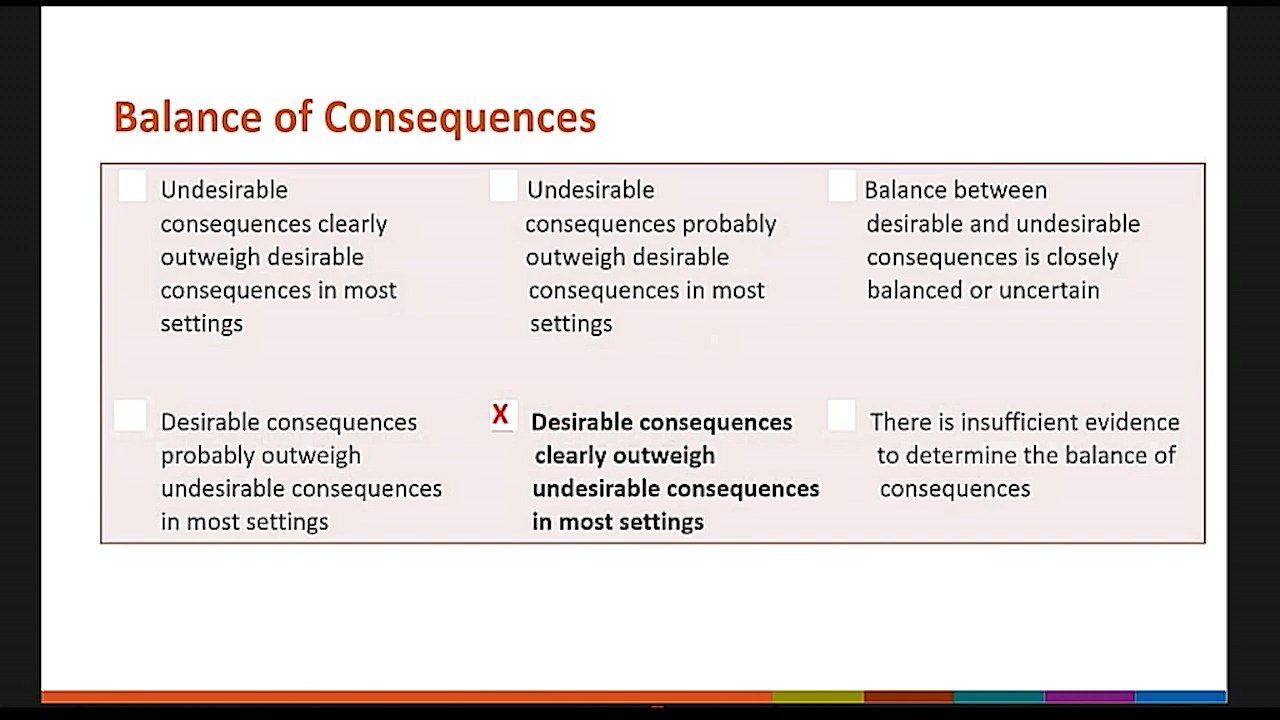 Balance of Consequences
Undesirable
consequences clearly
outweigh desirable
consequences in most
settings
Undesirable
consequences probably
outweigh desirable
consequences in most
settings
Balance between
desirable and undesirable
consequences is closely
balanced or uncertain
Desirable consequences
probably outweigh
undesirable consequences
in most settings
X
Desirable consequences
clearly outweigh
undesirable consequences
in most settings
There is insufficient evidence
to determine the balance of
consequences